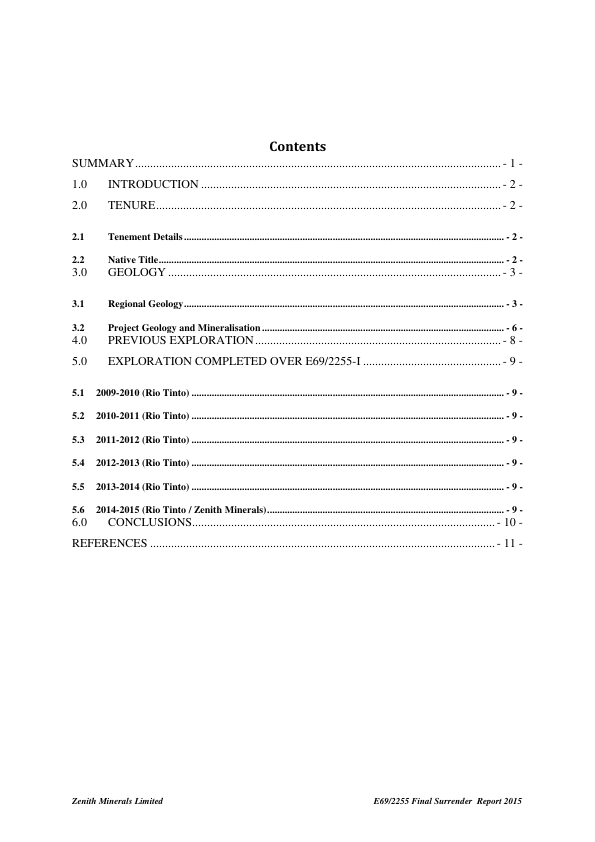 Contents
SUMMARY - 1 -
1.0 INTRODUCTION - 2 -
2.0 TENURE - 2 -
2.1 Tenement Details - 2 -
2.2 Native Title - 2 -
3.0 GEOLOGY - 3 -
3.1 Regional Geology - 3 -
3.2 Project Geology and Mineralisation - 6 -
4.0 PREVIOUS EXPLORATION - 8 -
5.0 EXPLORATION COMPLETED OVER E69/2255-I - 9 -
5.1 2009-2010 (Rio Tinto) - 9 -
5.2 2010-2011 (Rio Tinto) - 9 -
5.3 2011-2012 (Rio Tinto) - 9 -
5.4 2012-2013 (Rio Tinto) - 9 -
5.5 2013-2014 (Rio Tinto) - 9 -
5.6 2014-2015 (Rio Tinto / Zenith Minerals) - 9 -
6.0 CONCLUSIONS - 10 -
REFERENCES - 11 -
Zenith Minerals Limited E69/2255 Final Surrender Report 2015